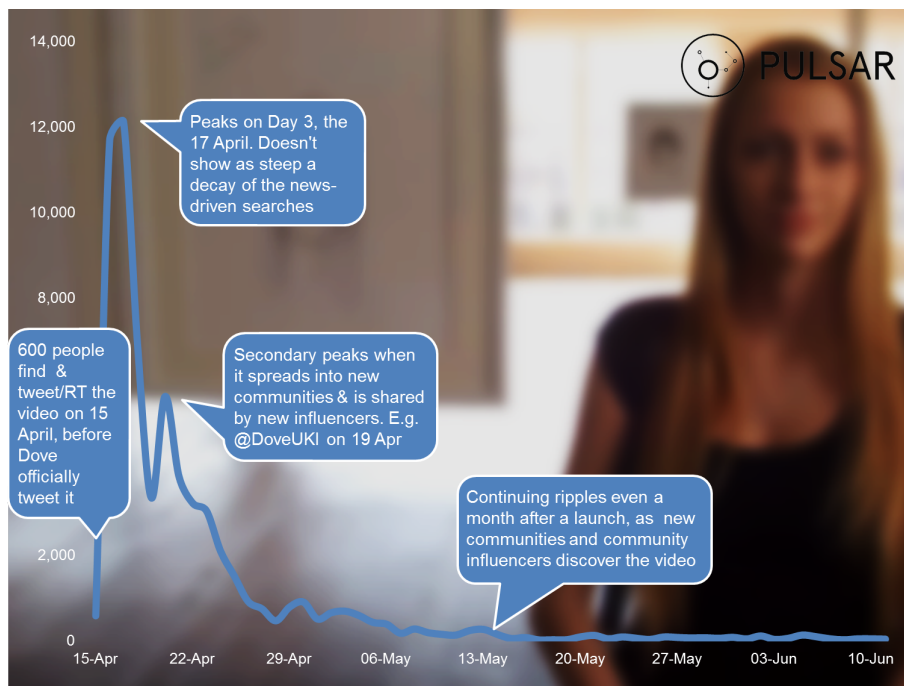 14,000
PULSAR
12,000
Peaks on Day 3, the
17 April. Doesn't
show as steep a
decay of the news-
driven searches
10,000
8,000
600 people
find &
tweet/RT the
video on 15
April, before
Dove
officially
tweet it
Secondary peaks when
it spreads into new
communities & is shared
by new influencers. E.g.
@DoveUKI on 19 Apr
Continuing ripples even a
month after a launch, as new
communities and community
influencers discover the video
2,000
0
15-Apr 22-Apr 29-Apr 06-May 13-May 20-May 27-May 03-Jun 10-Jun